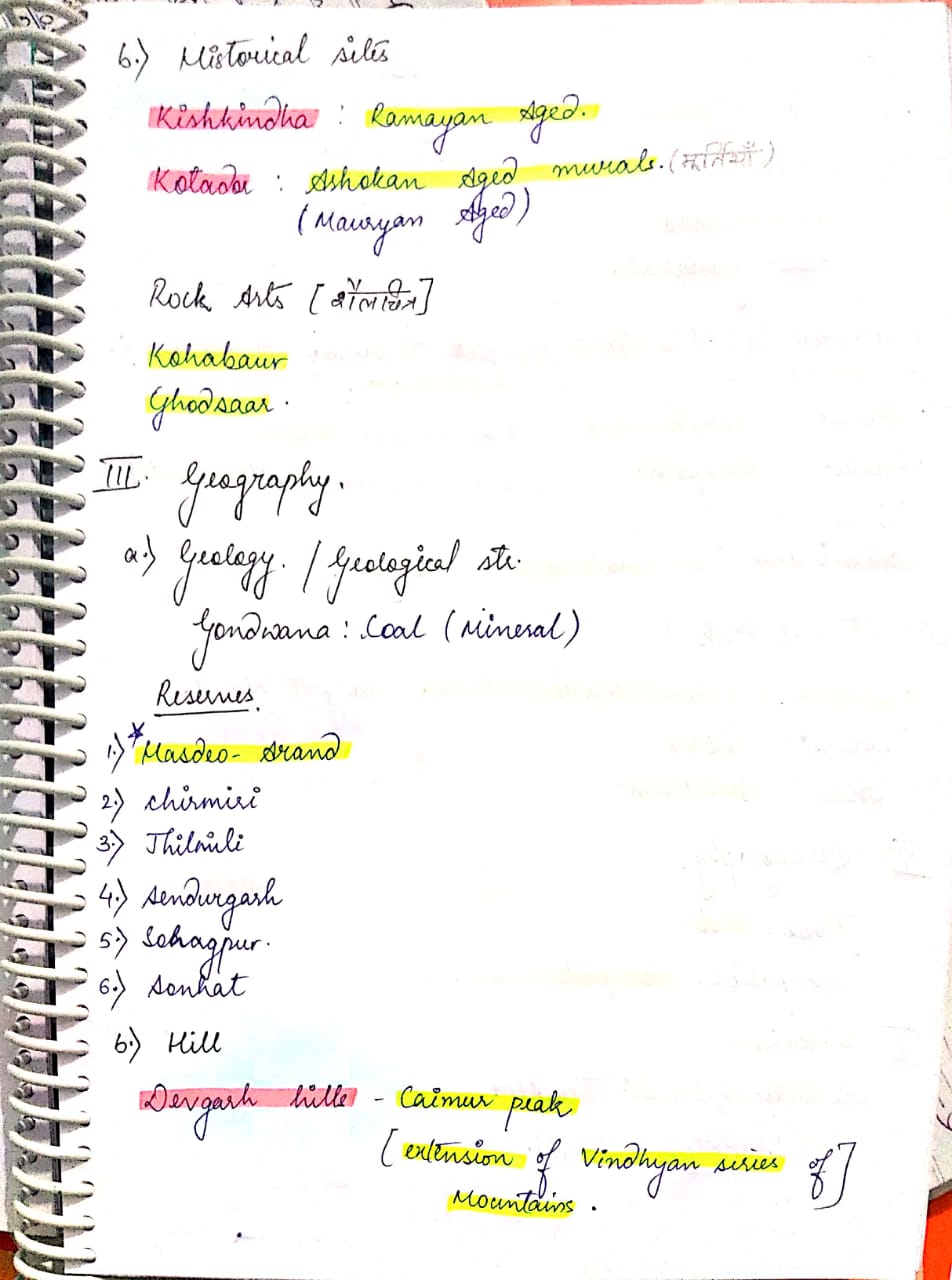 6.) Historical sites
Kishkindha : Ramayan Aged.
Kotada : Ashokan Aged murals. (मूर्तियाँ)
(Mauryan Aged)
Rock Arts [शैलचित्र]
Kohabaur
Ghodsaar.
III. Geography.
a.) Geology. / Geological str.
Gondwana : Coal (Mineral)
Reserves.
1.) * Hasdeo - Arand
2.) Chirmiri
3.) Jhilmili
4.) Sendurgarh
5.) Sohagpur.
6.) Sonhat
b.) Hill
Devgarh hills - Caimur peak
[extension of Vindhyan series of]
Mountains.